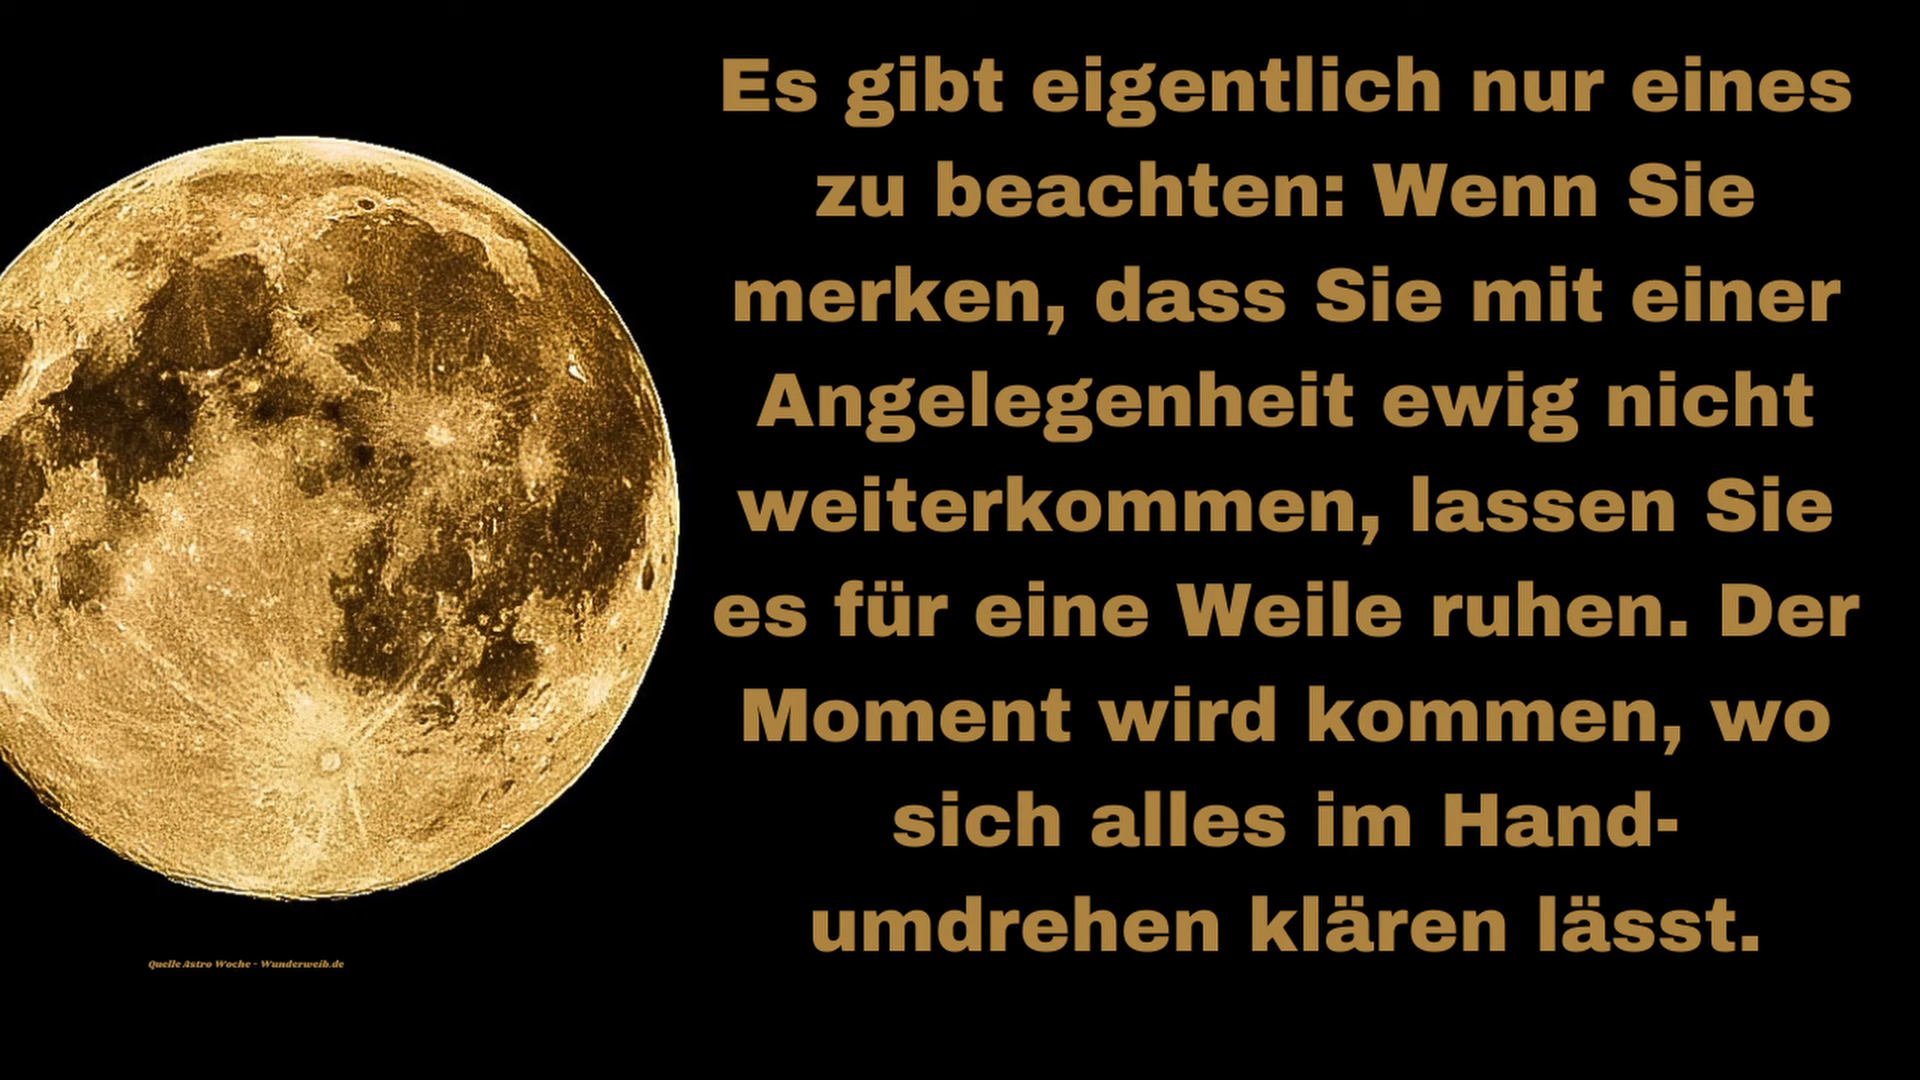 Es gibt eigentlich nur eines
zu beachten: Wenn Sie
merken, dass Sie mit einer
Angelegenheit ewig nicht
weiterkommen, lassen Sie
es für eine Weile ruhen. Der
Moment wird kommen, wo
sich alles im Hand-
umdrehen klären lässt.
Quelle Astro Woche - Wunderweib.de